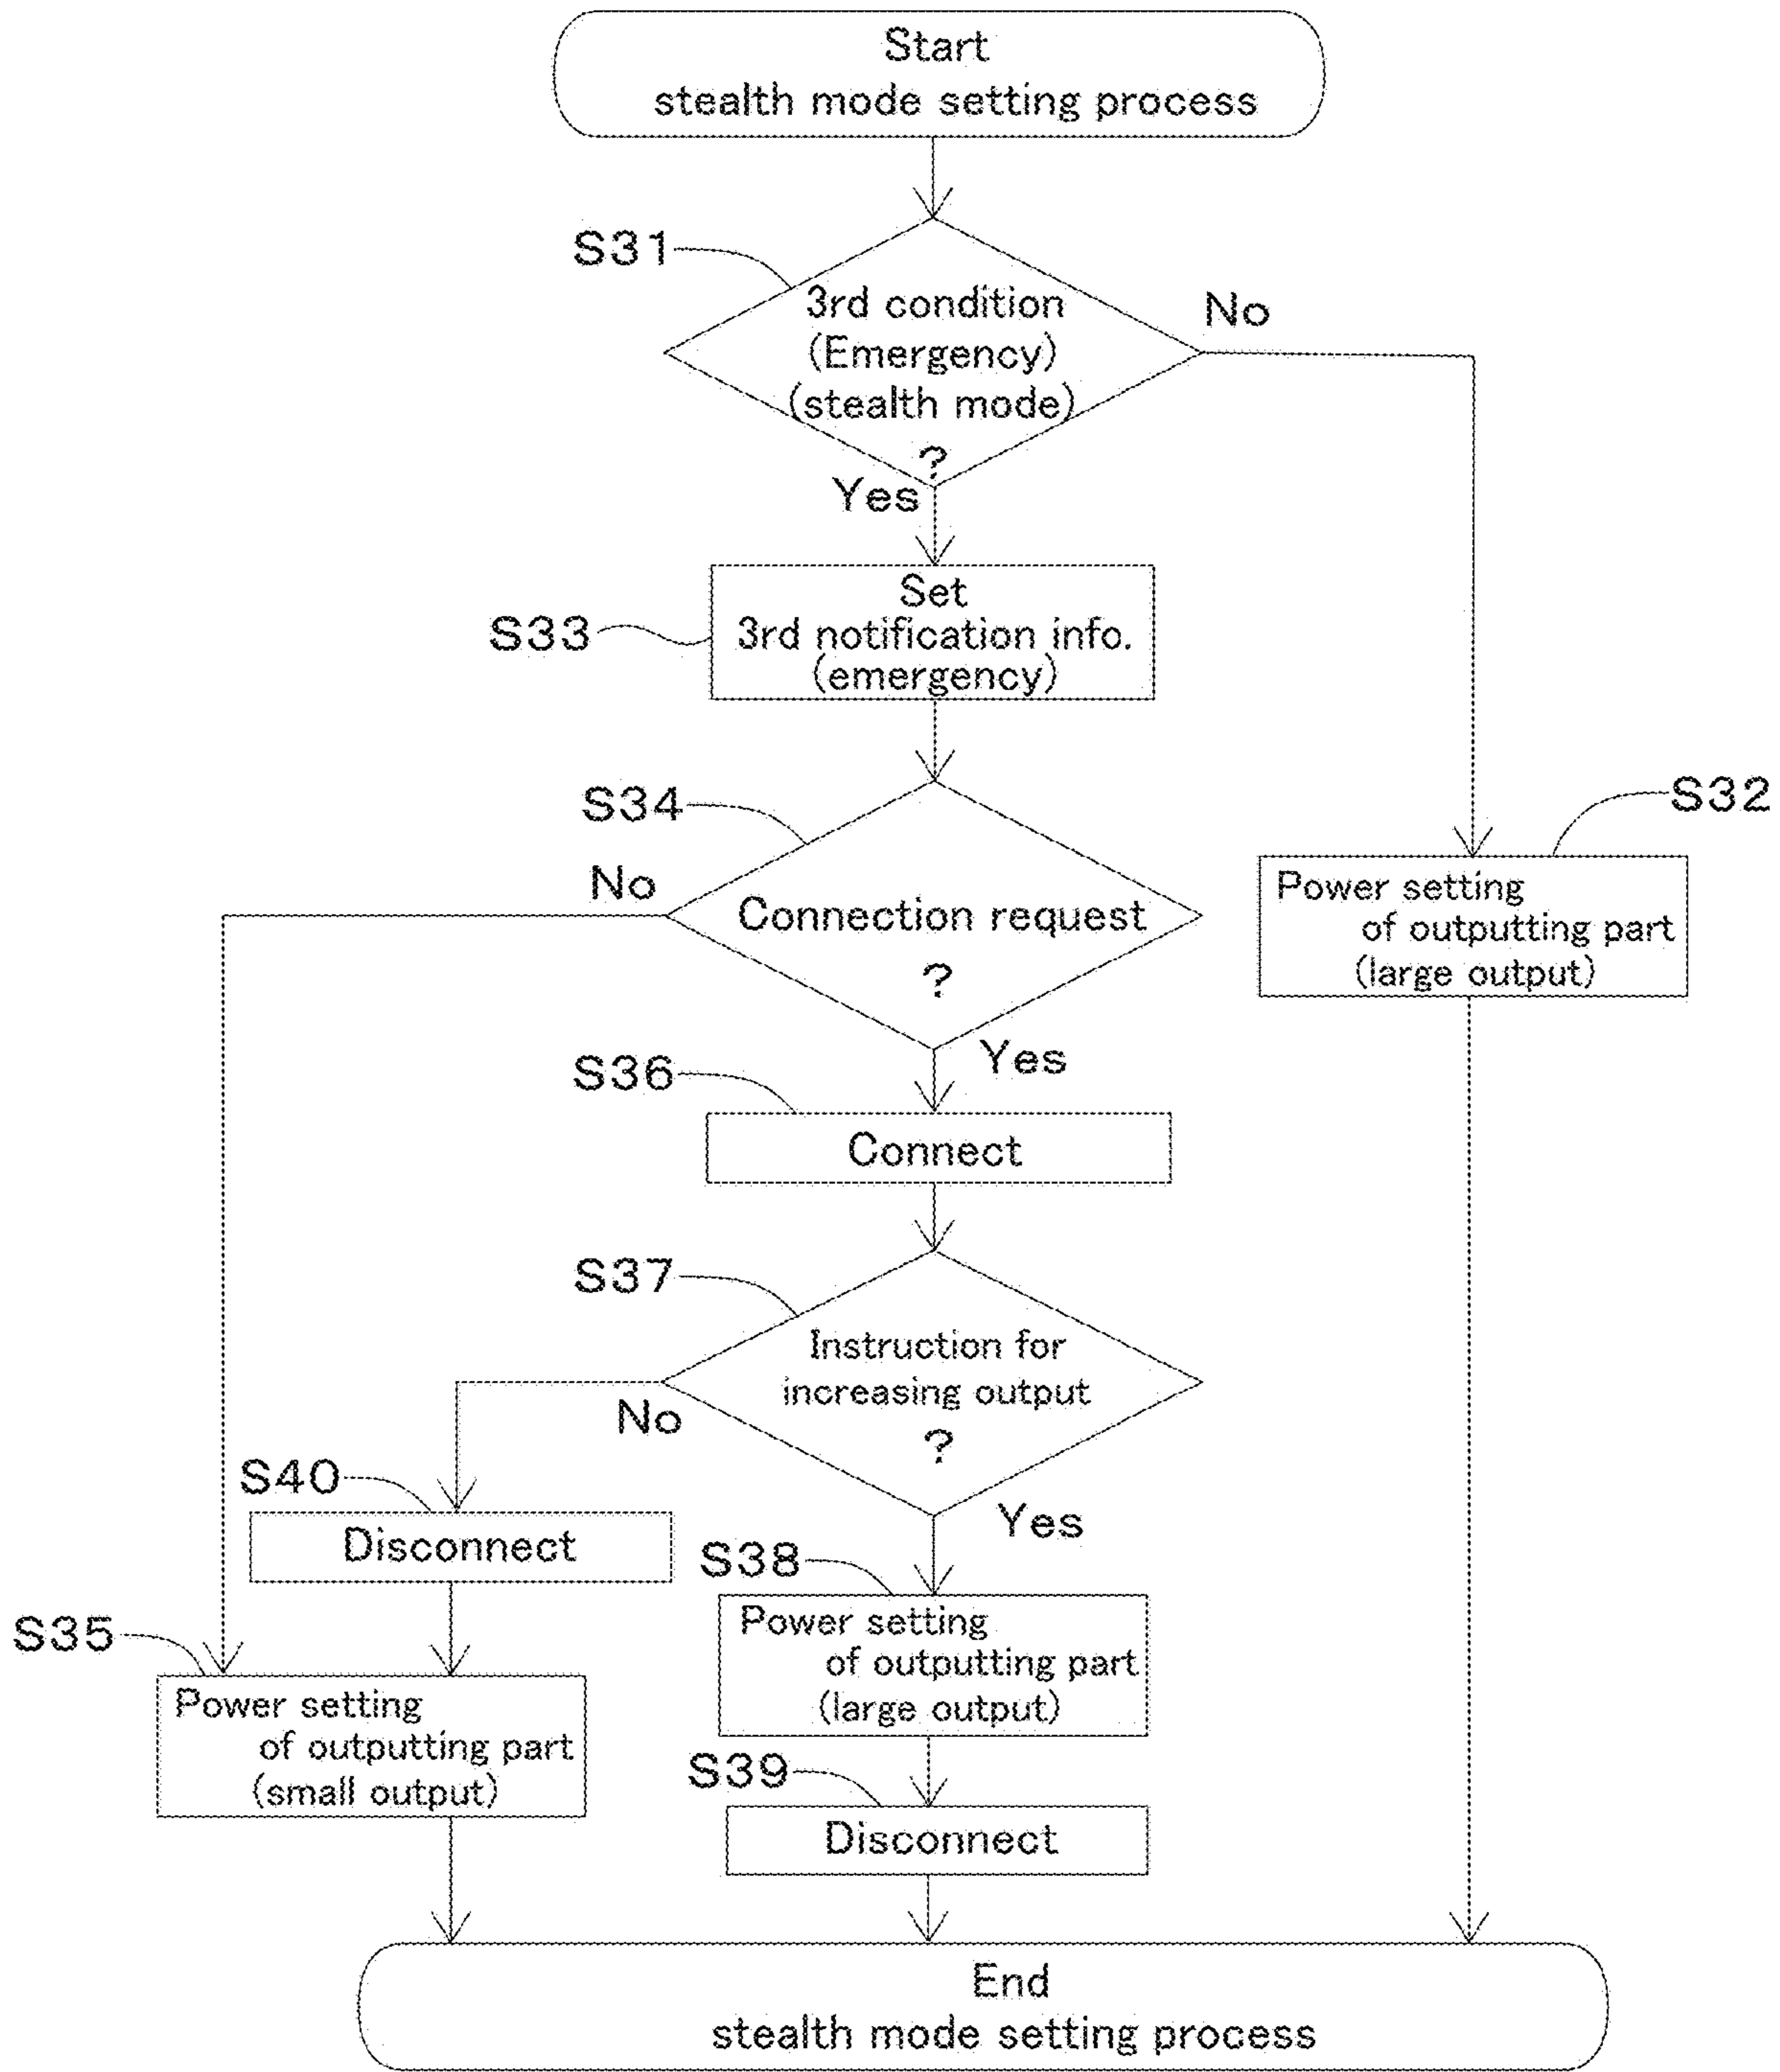 Start
stealth mode setting process
S31
3rd condition
(Emergency)
(stealth mode)
?
No
Yes
Set
3rd notification info.
(emergency)
S33
S34
Connection request
?
No
Yes
S32
Power setting
of outputting part
(large output)
S36
Connect
S37
Instruction for
increasing output
?
No
Yes
S40
Disconnect
S38
Power setting
of outputting part
(large output)
S35
Power setting
of outputting part
(small output)
S39
Disconnect
End
stealth mode setting process